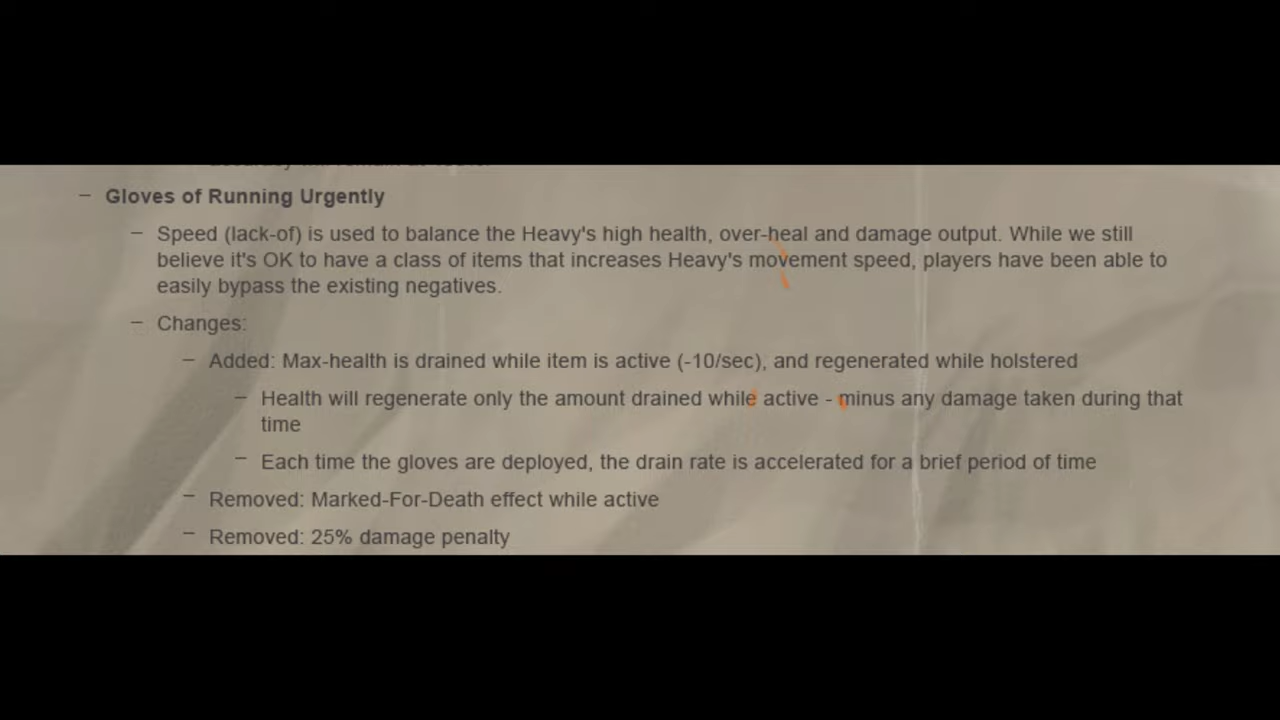 – Gloves of Running Urgently
– Speed (lack-of) is used to balance the Heavy's high health, over-heal and damage output. While we still
believe it's OK to have a class of items that increases Heavy's movement speed, players have been able to
easily bypass the existing negatives.
– Changes:
– Added: Max-health is drained while item is active (-10/sec), and regenerated while holstered
– Health will regenerate only the amount drained while active - minus any damage taken during that
time
– Each time the gloves are deployed, the drain rate is accelerated for a brief period of time
– Removed: Marked-For-Death effect while active
– Removed: 25% damage penalty